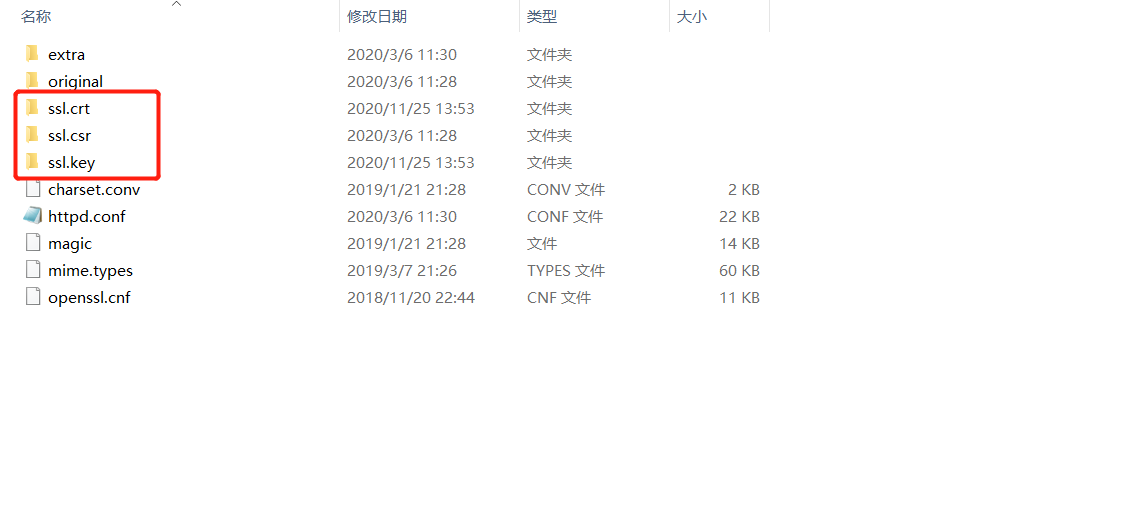 名称 修改日期 类型 大小
extra 2020/3/6 11:30 文件夹
original 2020/3/6 11:28 文件夹
ssl.crt 2020/11/25 13:53 文件夹
ssl.csr 2020/3/6 11:28 文件夹
ssl.key 2020/11/25 13:53 文件夹
charset.conv 2019/1/21 21:28 CONV 文件 2 KB
httpd.conf 2020/3/6 11:30 CONF 文件 22 KB
magic 2019/1/21 21:28 文件 14 KB
mime.types 2019/3/7 21:26 TYPES 文件 60 KB
openssl.cnf 2018/11/20 22:44 CNF 文件 11 KB